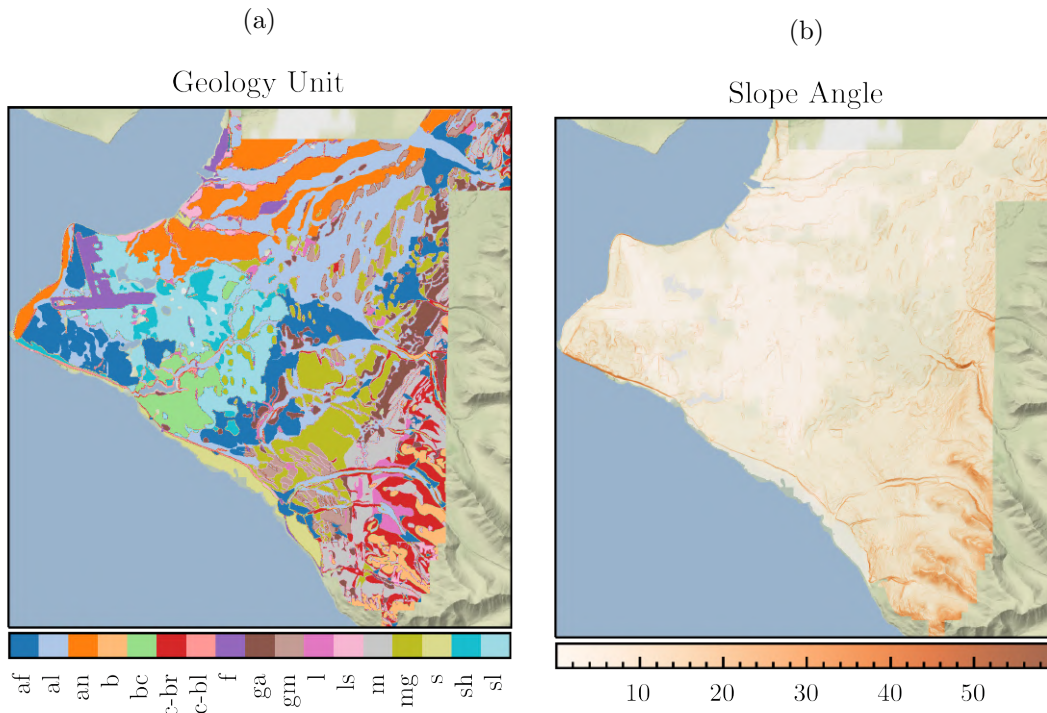 (a)
Geology Unit
af al an b bc c-br c-bl f ga gm l ls m mg s sh sl
(b)
Slope Angle
10 20 30 40 50